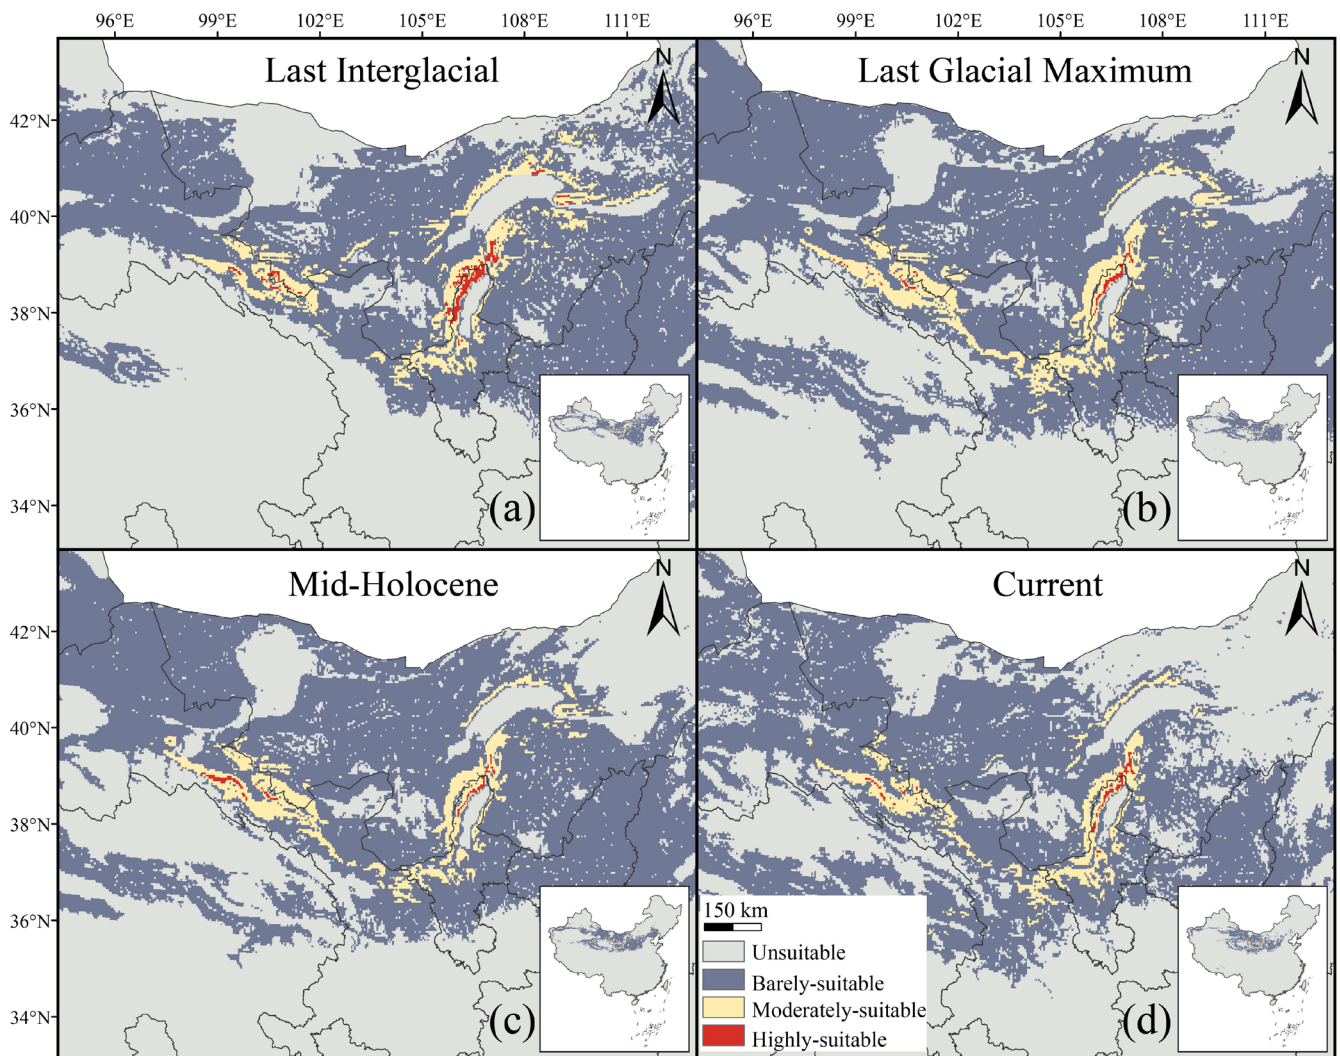 96°E 99°E 102°E 105°E 108°E 111°E 96°E 99°E 102°E 105°E 108°E 111°E
Last Interglacial
N
Last Glacial Maximum
N
42°N
40°N
38°N
36°N
34°N
(a)
(b)
Mid-Holocene
N
Current
N
42°N
40°N
38°N
36°N
34°N
(c)
150 km
Unsuitable
Barely-suitable
Moderately-suitable
Highly-suitable
(d)